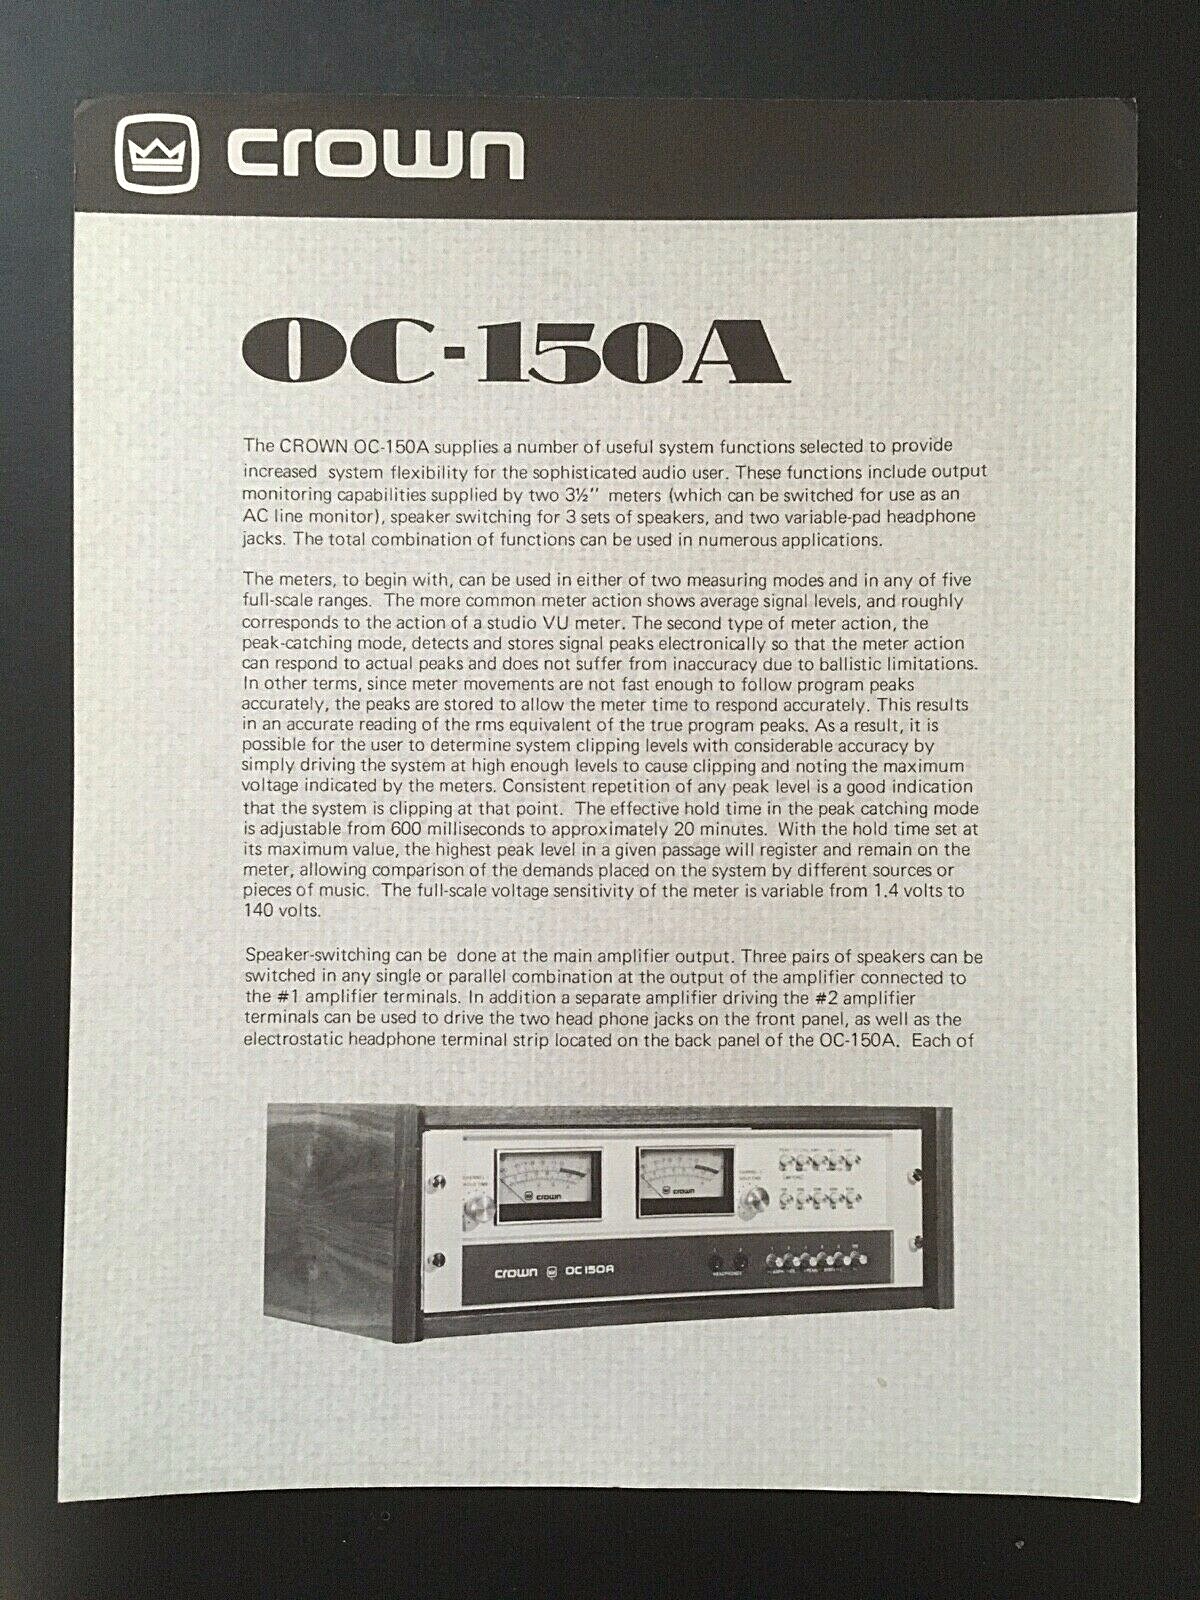 crown
OC-150A
The CROWN OC-150A supplies a number of useful system functions selected to provide
increased system flexibility for the sophisticated audio user. These functions include output
monitoring capabilities supplied by two 3½" meters (which can be switched for use as an
AC line monitor), speaker switching for 3 sets of speakers, and two variable-pad headphone
jacks. The total combination of functions can be used in numerous applications.
The meters, to begin with, can be used in either of two measuring modes and in any of five
full-scale ranges. The more common meter action shows average signal levels, and roughly
corresponds to the action of a studio VU meter. The second type of meter action, the
peak-catching mode, detects and stores signal peaks electronically so that the meter action
can respond to actual peaks and does not suffer from inaccuracy due to ballistic limitations.
In other terms, since meter movements are not fast enough to follow program peaks
accurately, the peaks are stored to allow the meter time to respond accurately. This results
in an accurate reading of the rms equivalent of the true program peaks. As a result, it is
possible for the user to determine system clipping levels with considerable accuracy by
simply driving the system at high enough levels to cause clipping and noting the maximum
voltage indicated by the meters. Consistent repetition of any peak level is a good indication
that the system is clipping at that point. The effective hold time in the peak catching mode
is adjustable from 600 milliseconds to approximately 20 minutes. With the hold time set at
its maximum value, the highest peak level in a given passage will register and remain on the
meter, allowing comparison of the demands placed on the system by different sources or
pieces of music. The full-scale voltage sensitivity of the meter is variable from 1.4 volts to
140 volts.
Speaker-switching can be done at the main amplifier output. Three pairs of speakers can be
switched in any single or parallel combination at the output of the amplifier connected to
the #1 amplifier terminals. In addition a separate amplifier driving the #2 amplifier
terminals can be used to drive the two head phone jacks on the front panel, as well as the
electrostatic headphone terminal strip located on the back panel of the OC-150A. Each of
crown
crown
crown OC150A
HEADPHONES